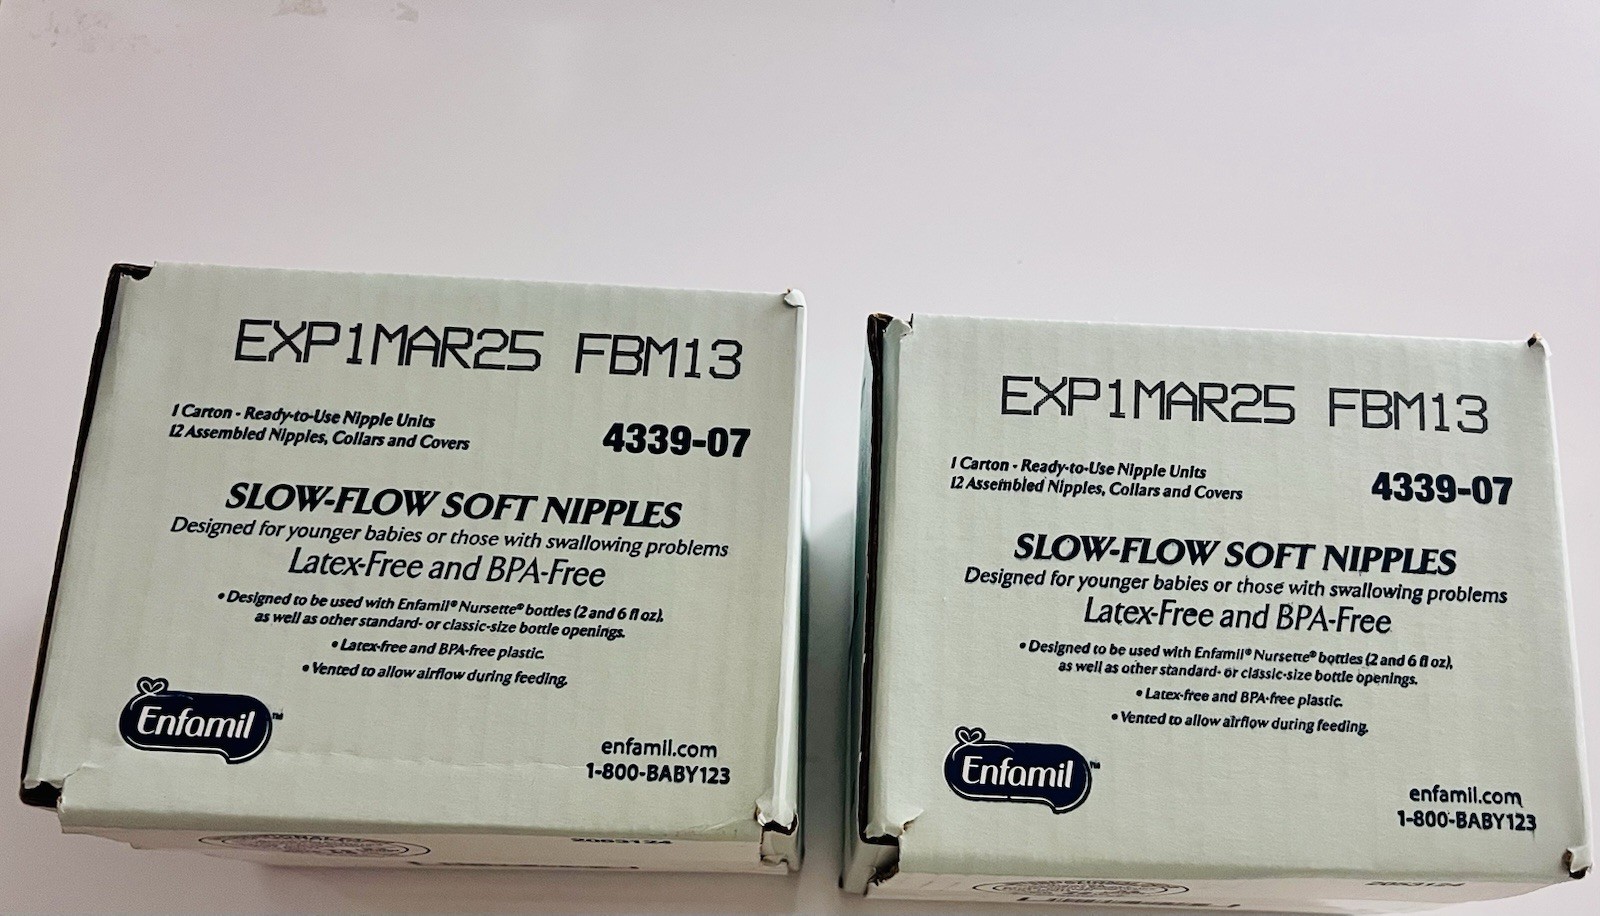 EXP1MAR25 FBM13
1 Carton - Ready-to-Use Nipple Units
12 Assembled Nipples, Collars and Covers
4339-07
SLOW-FLOW SOFT NIPPLES
Designed for younger babies or those with swallowing problems
Latex-Free and BPA-Free
• Designed to be used with Enfamil® Nursette® bottles (2 and 6 fl oz),
as well as other standard- or classic-size bottle openings.
• Latex-free and BPA-free plastic.
• Vented to allow airflow during feeding.
Enfamil™
enfamil.com
1-800-BABY123
EXP1MAR25 FBM13
1 Carton - Ready-to-Use Nipple Units
12 Assembled Nipples, Collars and Covers
4339-07
SLOW-FLOW SOFT NIPPLES
Designed for younger babies or those with swallowing problems
Latex-Free and BPA-Free
• Designed to be used with Enfamil® Nursette® bottles (2 and 6 fl oz),
as well as other standard- or classic-size bottle openings.
• Latex-free and BPA-free plastic.
• Vented to allow airflow during feeding.
Enfamil™
enfamil.com
1-800-BABY123